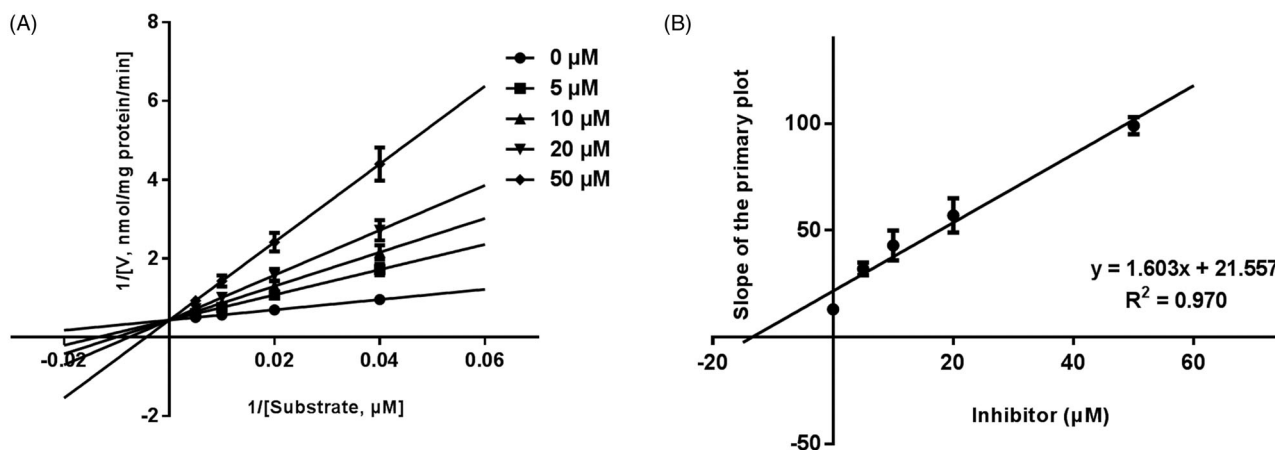 (A)
1/[V, nmol/mg protein/min]
8
6
4
2
-2
-0.02
0.02
0.04
0.06
1/[Substrate, µM]
0 µM
5 µM
10 µM
20 µM
50 µM
(B)
Slope of the primary plot
100
50
-50
-20
0
20
40
60
Inhibitor (µM)
y = 1.603x + 21.557
R² = 0.970